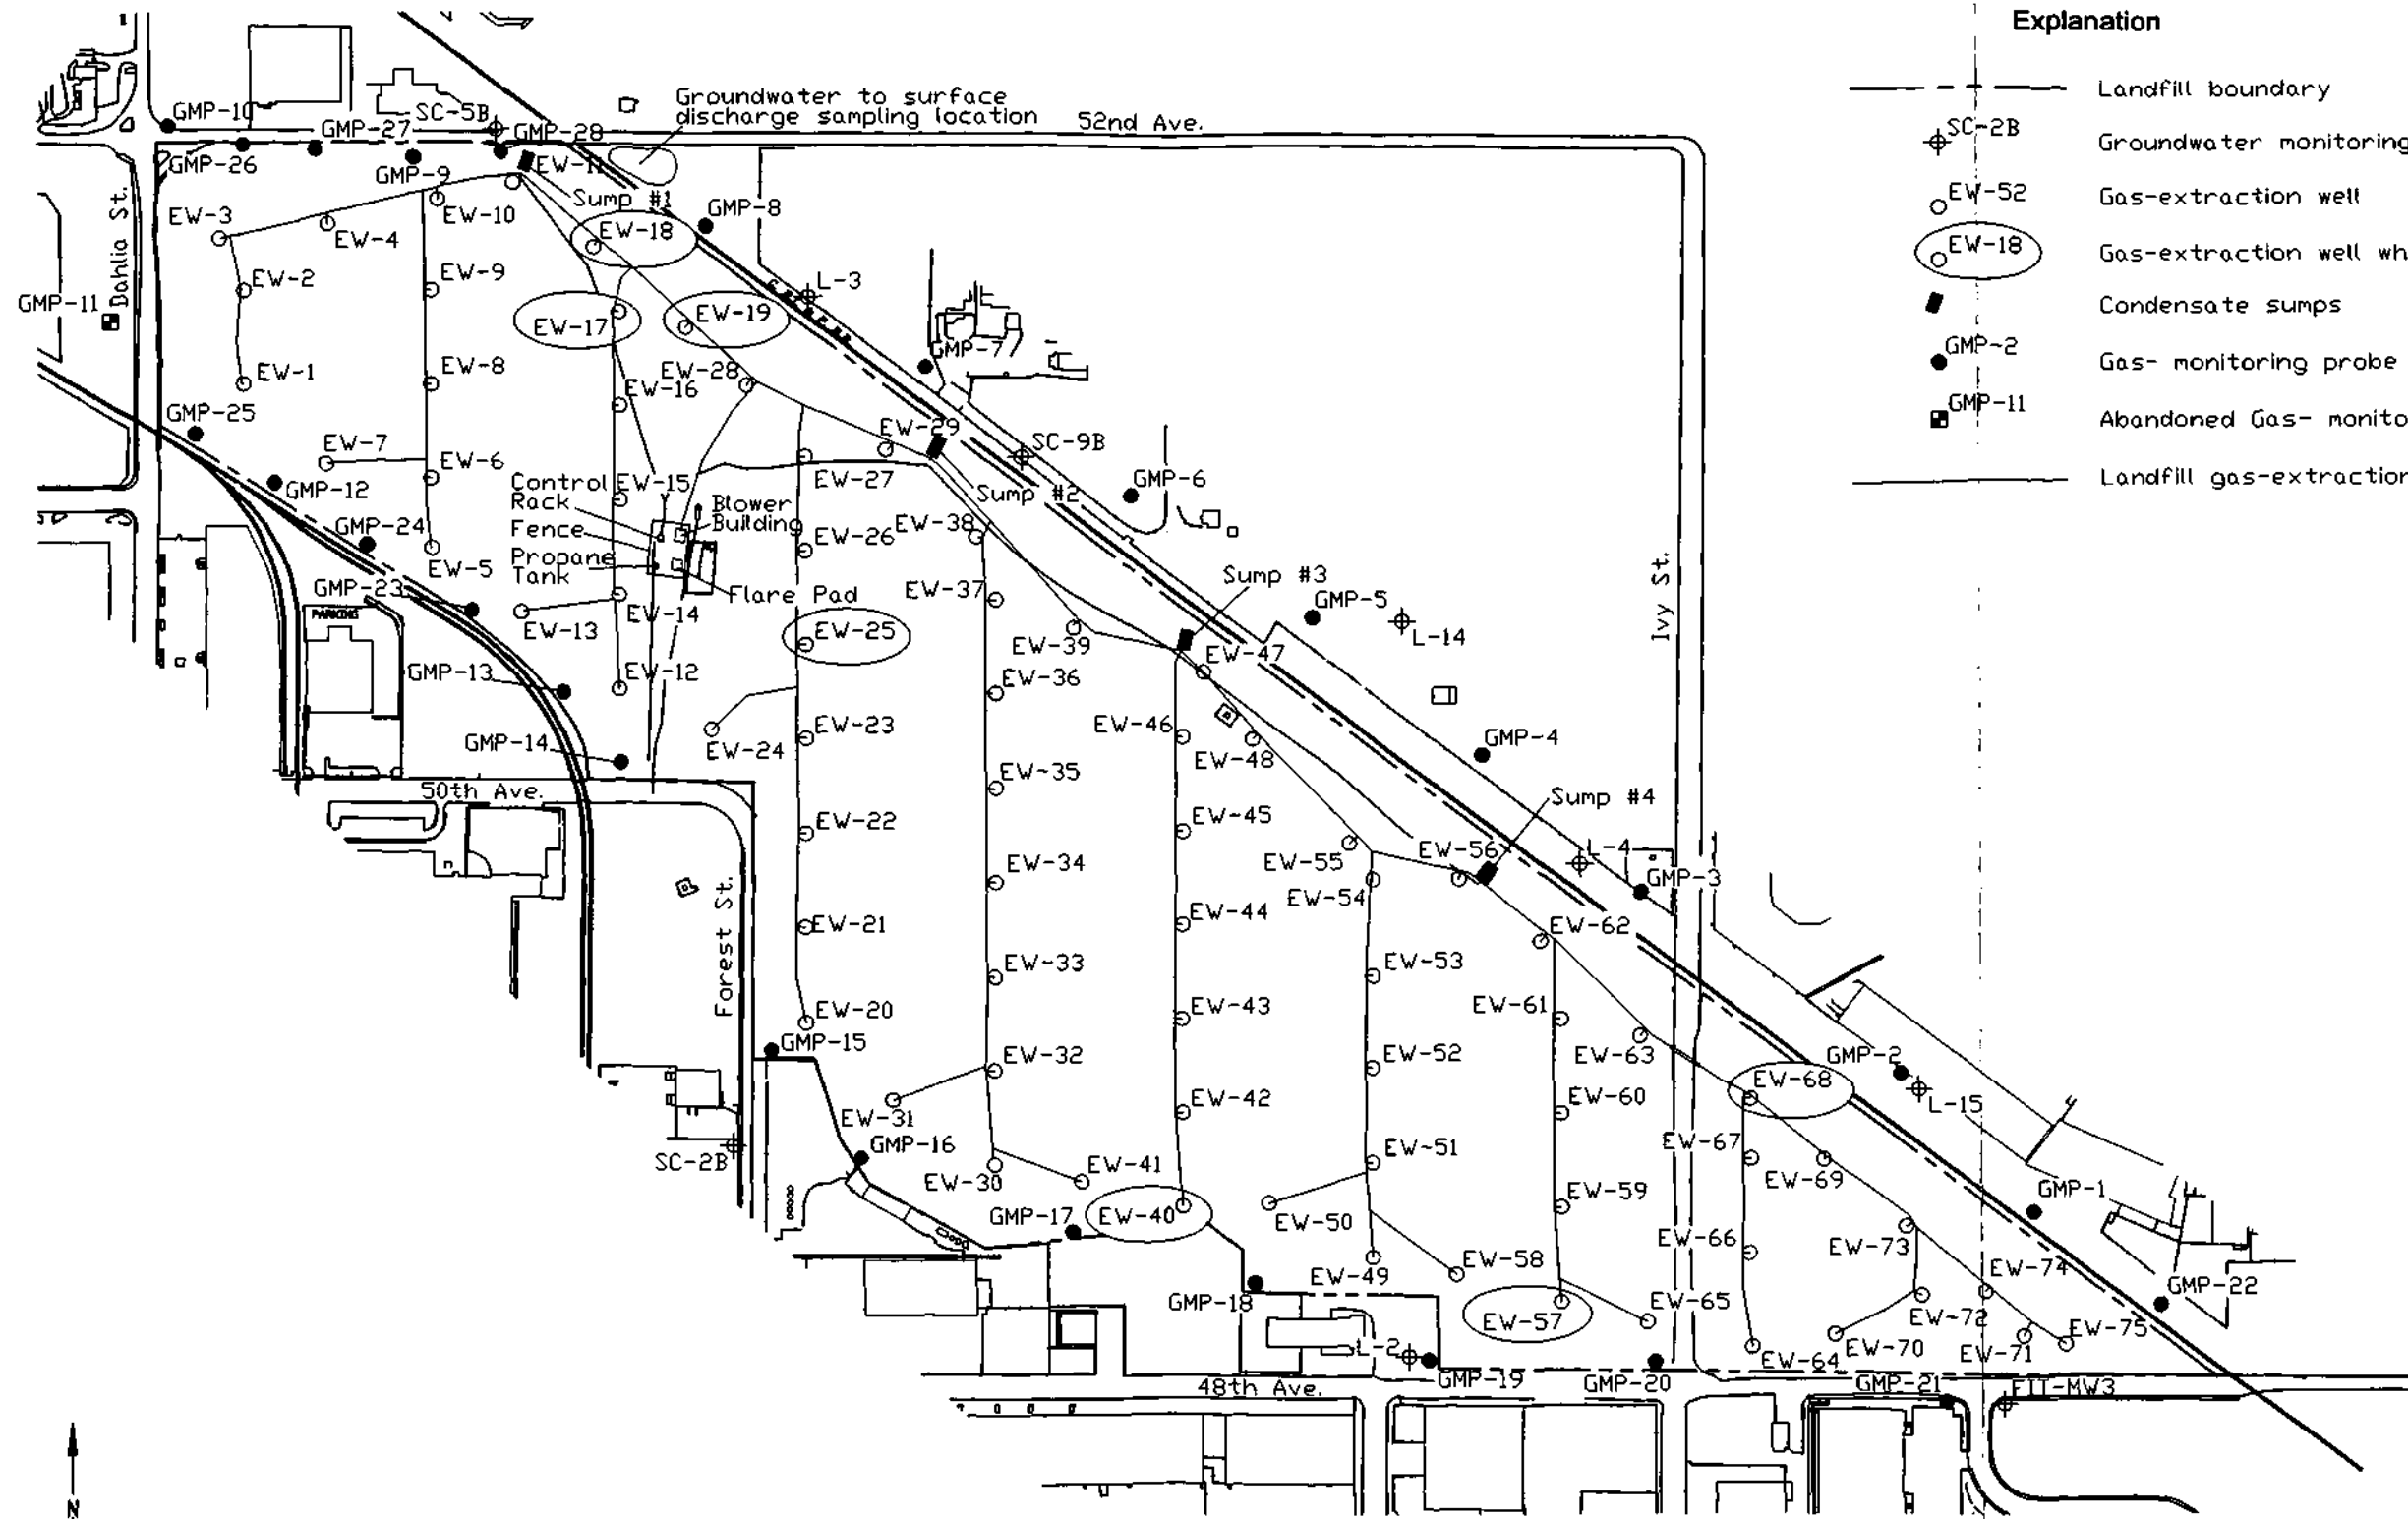 Explanation
Landfill boundary
SC-2B
Groundwater monitoring
EW-52
Gas-extraction well
EW-18
Gas-extraction well wh
Condensate sumps
GMP-2
Gas- monitoring probe
GMP-11
Abandoned Gas- monito
Landfill gas-extraction
GMP-10
SC-5B
GMP-27
GMP-28
Groundwater to surface
discharge sampling location
52nd Ave.
GMP-26
GMP-9
EW-11
Sump #1
GMP-8
Dahlia St.
EW-3
EW-4
EW-10
EW-18
EW-2
EW-9
L-3
GMP-11
EW-17
EW-19
GMP-7
EW-1
EW-8
EW-28
EW-16
GMP-25
EW-29
SC-9B
EW-7
EW-6
EW-27
GMP-12
Control
Rack
EW-15
Blower
Building
Sump #2
GMP-6
GMP-24
Fence
EW-26
EW-38
EW-5
Propane
Tank
Flare Pad
GMP-23
PARKING
EW-37
Sump #3
GMP-5
Ivy St.
EW-13
EW-14
EW-25
EW-39
EW-47
L-14
GMP-13
EW-12
EW-36
EW-46
EW-23
EW-24
GMP-14
EW-48
GMP-4
50th Ave.
EW-35
Sump #4
EW-22
EW-45
EW-55
EW-56
L-4
EW-34
EW-54
GMP-3
Forest St.
EW-21
EW-44
EW-62
EW-33
EW-53
EW-20
EW-43
EW-61
GMP-15
EW-32
EW-52
EW-63
GMP-2
EW-68
EW-31
EW-42
EW-60
L-15
GMP-16
EW-51
EW-67
SC-2B
EW-30
EW-41
EW-69
EW-59
GMP-1
GMP-17
EW-40
EW-50
EW-66
EW-73
EW-58
EW-49
EW-74
GMP-22
GMP-18
EW-57
EW-65
EW-72
EW-75
L-2
EW-64
EW-70
EW-71
GMP-19
GMP-20
GMP-21
48th Ave.
N